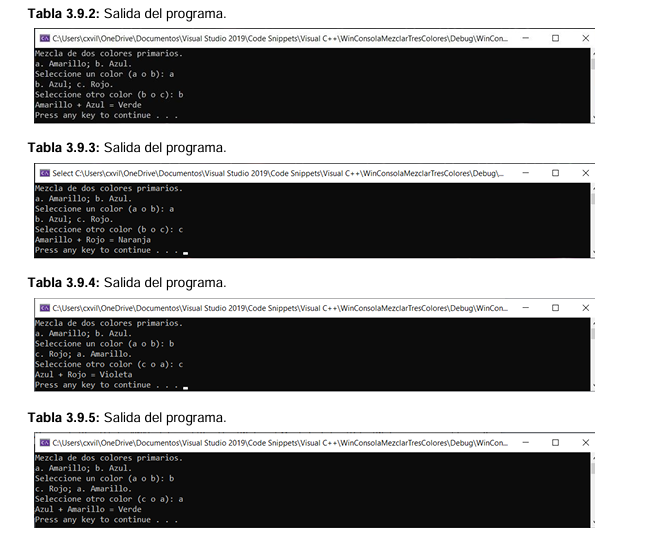 Tabla 3.9.2: Salida del programa.
C:\Users\cxvil\OneDrive\Documentos\Visual Studio 2019\Code Snippets\Visual C++\WinConsolaMezclarTresColores\Debug\WinCon...
Mezcla de dos colores primarios.
a. Amarillo; b. Azul.
Seleccione un color (a o b): a
b. Azul; c. Rojo.
Seleccione otro color (b o c): b
Amarillo + Azul = Verde
Press any key to continue . . .
Tabla 3.9.3: Salida del programa.
Select C:\Users\cxvil\OneDrive\Documentos\Visual Studio 2019\Code Snippets\Visual C++\WinConsolaMezclarTresColores\Debug\...
Mezcla de dos colores primarios.
a. Amarillo; b. Azul.
Seleccione un color (a o b): a
b. Azul; c. Rojo.
Seleccione otro color (b o c): c
Amarillo + Rojo = Naranja
Press any key to continue . . .
Tabla 3.9.4: Salida del programa.
C:\Users\cxvil\OneDrive\Documentos\Visual Studio 2019\Code Snippets\Visual C++\WinConsolaMezclarTresColores\Debug\WinCon...
Mezcla de dos colores primarios.
a. Amarillo; b. Azul.
Seleccione un color (a o b): b
c. Rojo; a. Amarillo.
Seleccione otro color (c o a): c
Azul + Rojo = Violeta
Press any key to continue . . .
Tabla 3.9.5: Salida del programa.
C:\Users\cxvil\OneDrive\Documentos\Visual Studio 2019\Code Snippets\Visual C++\WinConsolaMezclarTresColores\Debug\WinCon...
Mezcla de dos colores primarios.
a. Amarillo; b. Azul.
Seleccione un color (a o b): b
c. Rojo; a. Amarillo.
Seleccione otro color (c o a): a
Azul + Amarillo = Verde
Press any key to continue . . .